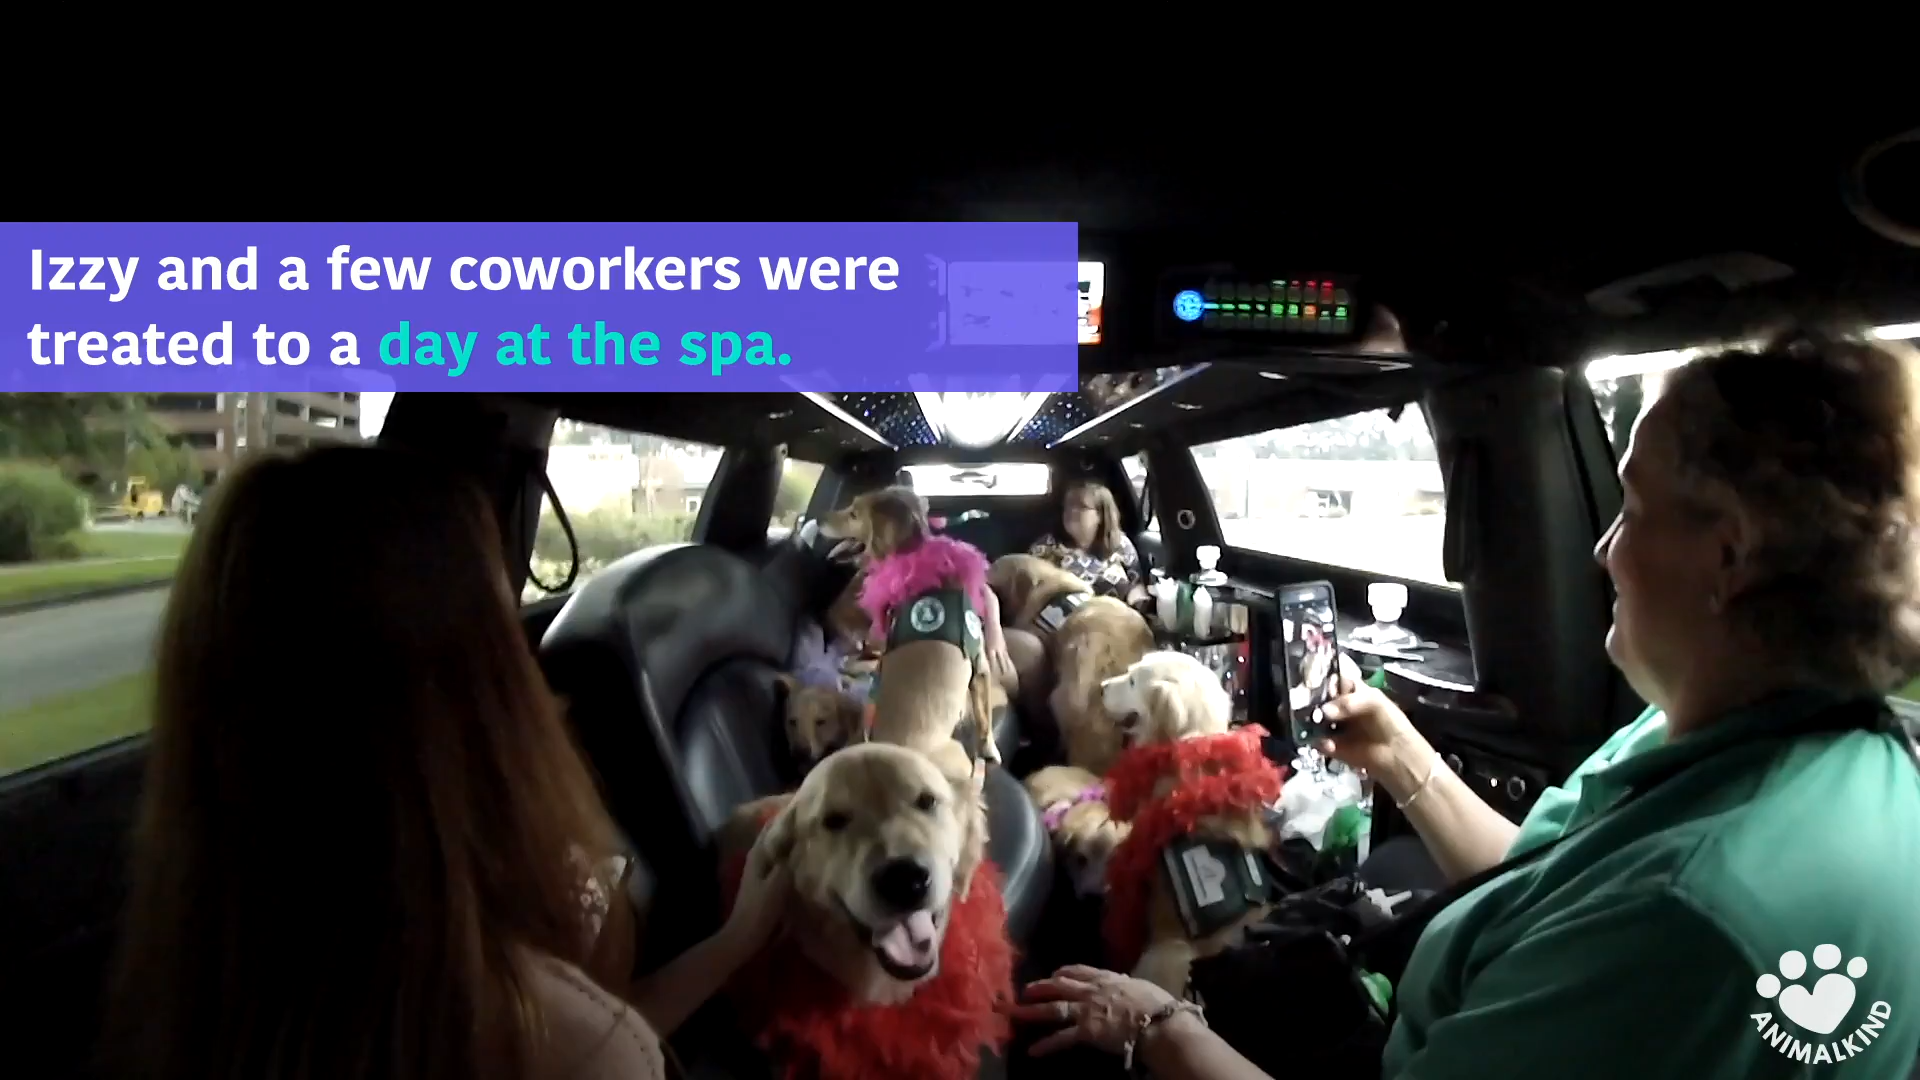 Izzy and a few coworkers were
treated to a day at the spa.
ANIMALKIND